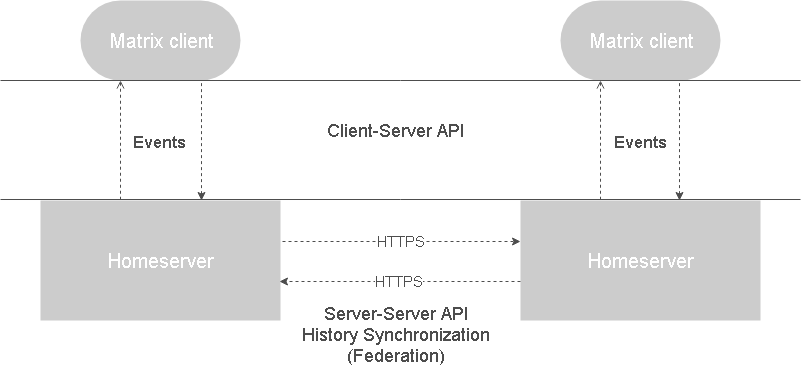 Matrix client
Matrix client
Client-Server API
Events
Events
Homeserver
HTTPS
Homeserver
HTTPS
Server-Server API
History Synchronization
(Federation)